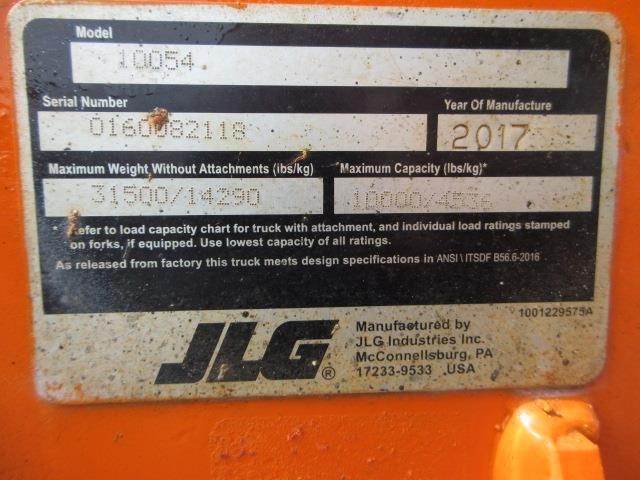 Model
10054
Serial Number
Year Of Manufacture
0160082118
2017
Maximum Weight Without Attachments (lbs/kg)
Maximum Capacity (lbs/kg)*
31500/14290
10000/4536
* Refer to load capacity chart for truck with attachment, and individual load ratings stamped
on forks, if equipped. Use lowest capacity of all ratings.
As released from factory this truck meets design specifications in ANSI \ ITSDF B56.6-2016
1001229575A
JLG®
Manufactured by
JLG Industries Inc.
McConnellsburg, PA
17233-9533 USA